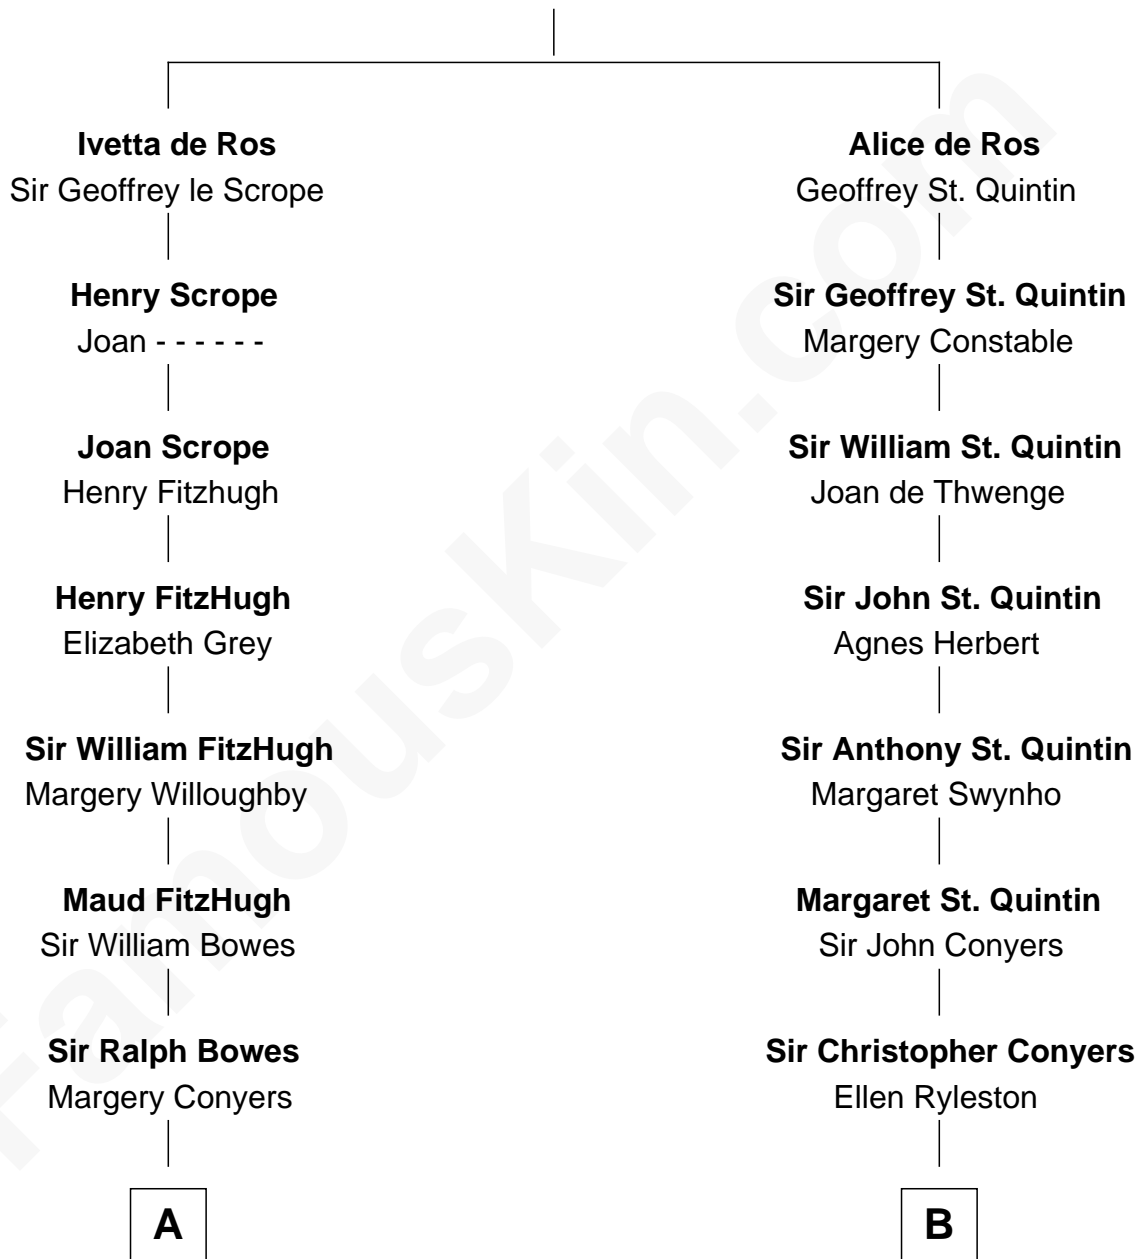 Ivetta de Ros
Sir Geoffrey le Scrope
Alice de Ros
Geoffrey St. Quintin
Henry Scrope
Joan - - - - - -
Sir Geoffrey St. Quintin
Margery Constable
Joan Scrope
Henry Fitzhugh
Sir William St. Quintin
Joan de Thwenge
Henry FitzHugh
Elizabeth Grey
Sir John St. Quintin
Agnes Herbert
Sir William FitzHugh
Margery Willoughby
Sir Anthony St. Quintin
Margaret Swynho
Maud FitzHugh
Sir William Bowes
Margaret St. Quintin
Sir John Conyers
Sir Ralph Bowes
Margery Conyers
Sir Christopher Conyers
Ellen Ryleston
A
B
FamousKin.com